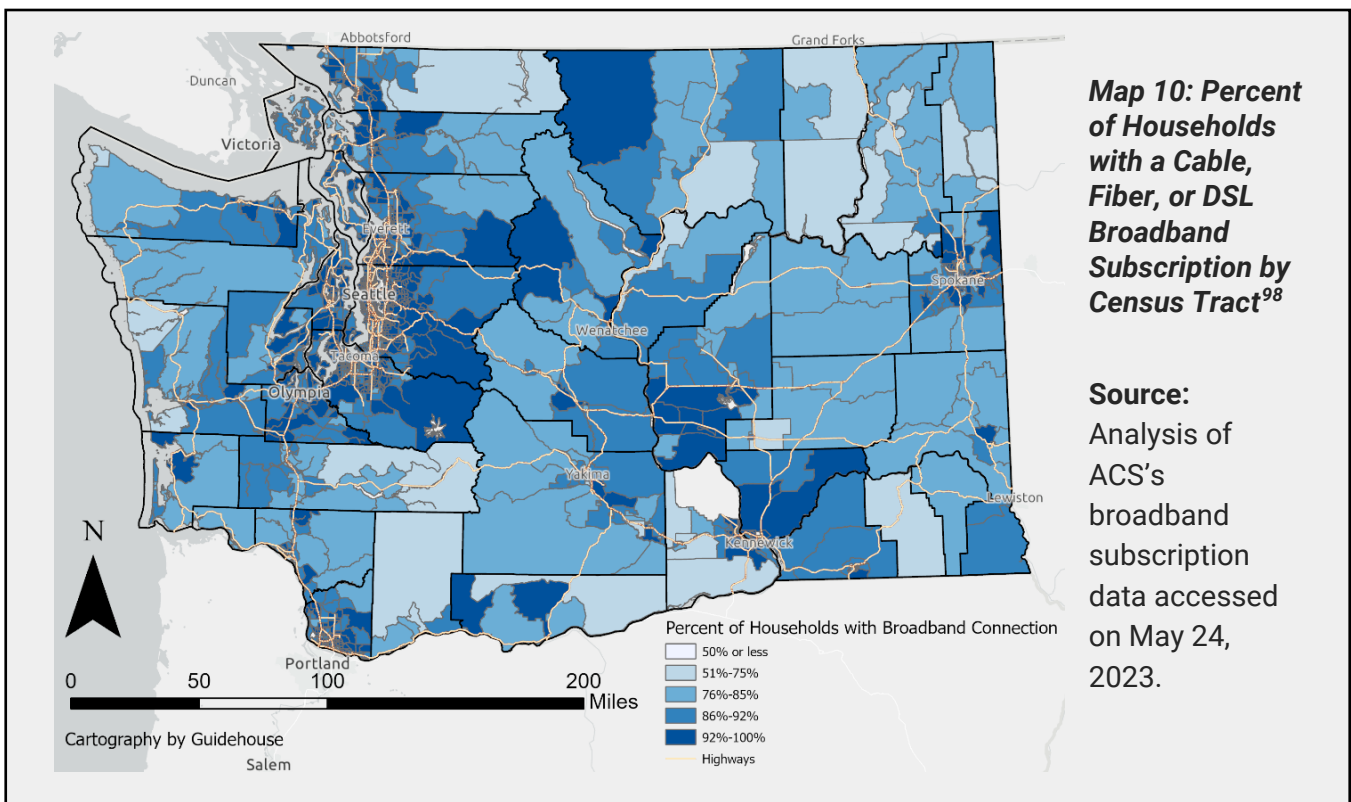 Abbotsford
Grand Forks
Duncan
Victoria
Everett
Seattle
Spokane
Wenatchee
Tacoma
Olympia
Yakima
Lewiston
Kennewick
N
Portland
0 50 100 200
Miles
Cartography by Guidehouse
Salem
Percent of Households with Broadband Connection
50% or less
51%-75%
76%-85%
86%-92%
92%-100%
Highways
Map 10: Percent
of Households
with a Cable,
Fiber, or DSL
Broadband
Subscription by
Census Tract98
Source:
Analysis of
ACS’s
broadband
subscription
data accessed
on May 24,
2023.